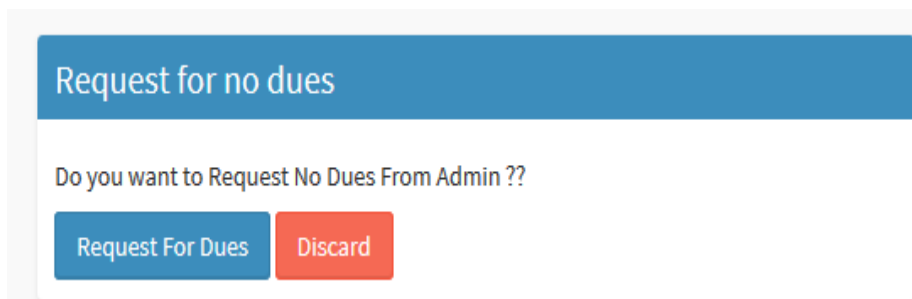 Request for no dues
Do you want to Request No Dues From Admin ??
Request For Dues Discard